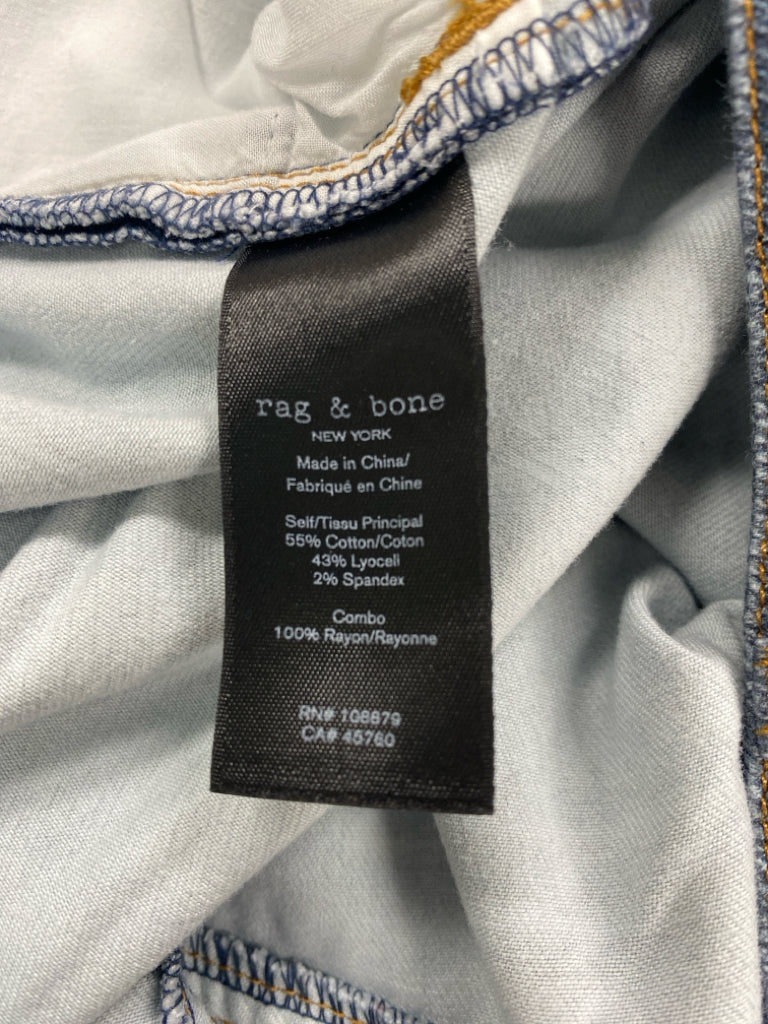 rag & bone
NEW YORK
Made in China/
Fabriqué en Chine
Self/Tissu Principal
55% Cotton/Coton
43% Lyocell
2% Spandex
Combo
100% Rayon/Rayonne
RN# 106879
CA# 45760